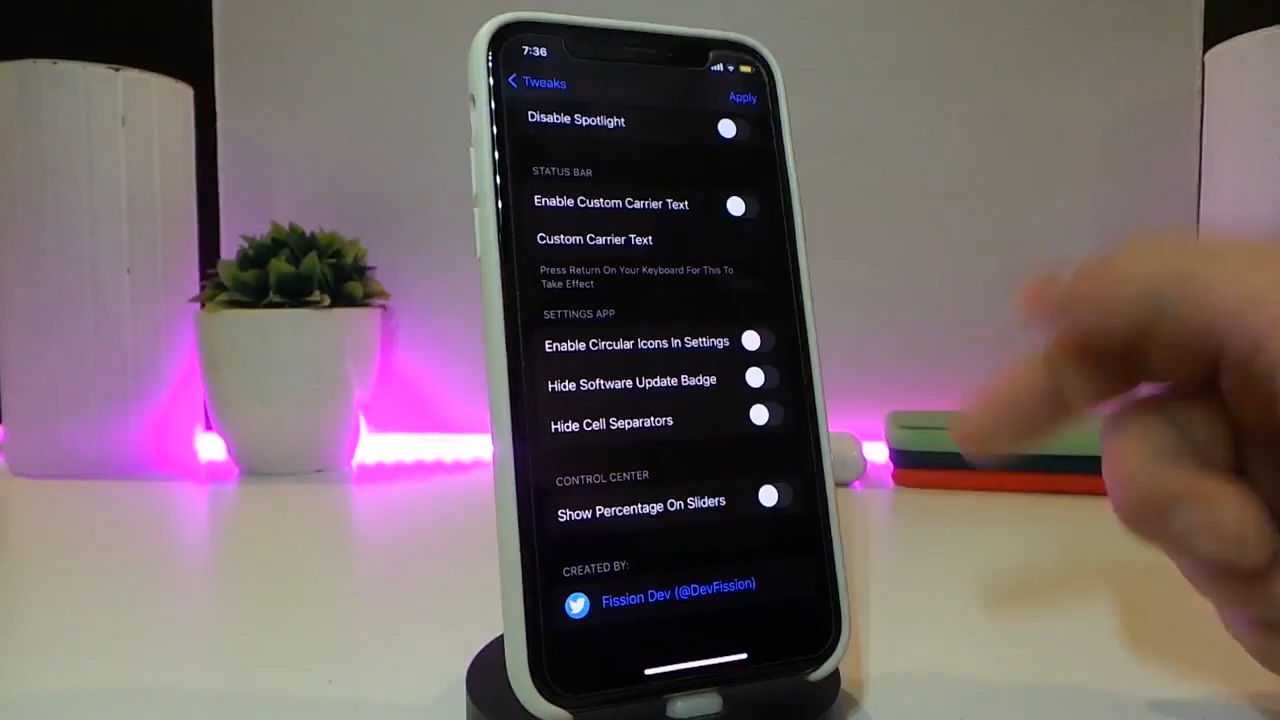 7:36
Tweaks
Apply
Disable Spotlight
STATUS BAR
Enable Custom Carrier Text
Custom Carrier Text
Press Return On Your Keyboard For This To
Take Effect
SETTINGS APP
Enable Circular Icons In Settings
Hide Software Update Badge
Hide Cell Separators
CONTROL CENTER
Show Percentage On Sliders
CREATED BY:
Fission Dev (@DevFission)